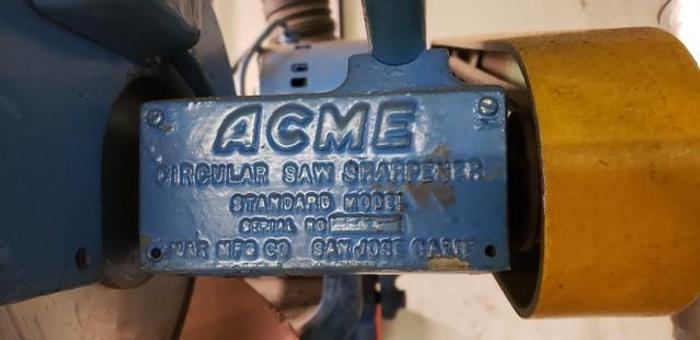 ACME
CIRCULAR SAW SHARPENER
STANDARD MODEL
SERIAL NO
MFG CO SAN JOSE CALIF